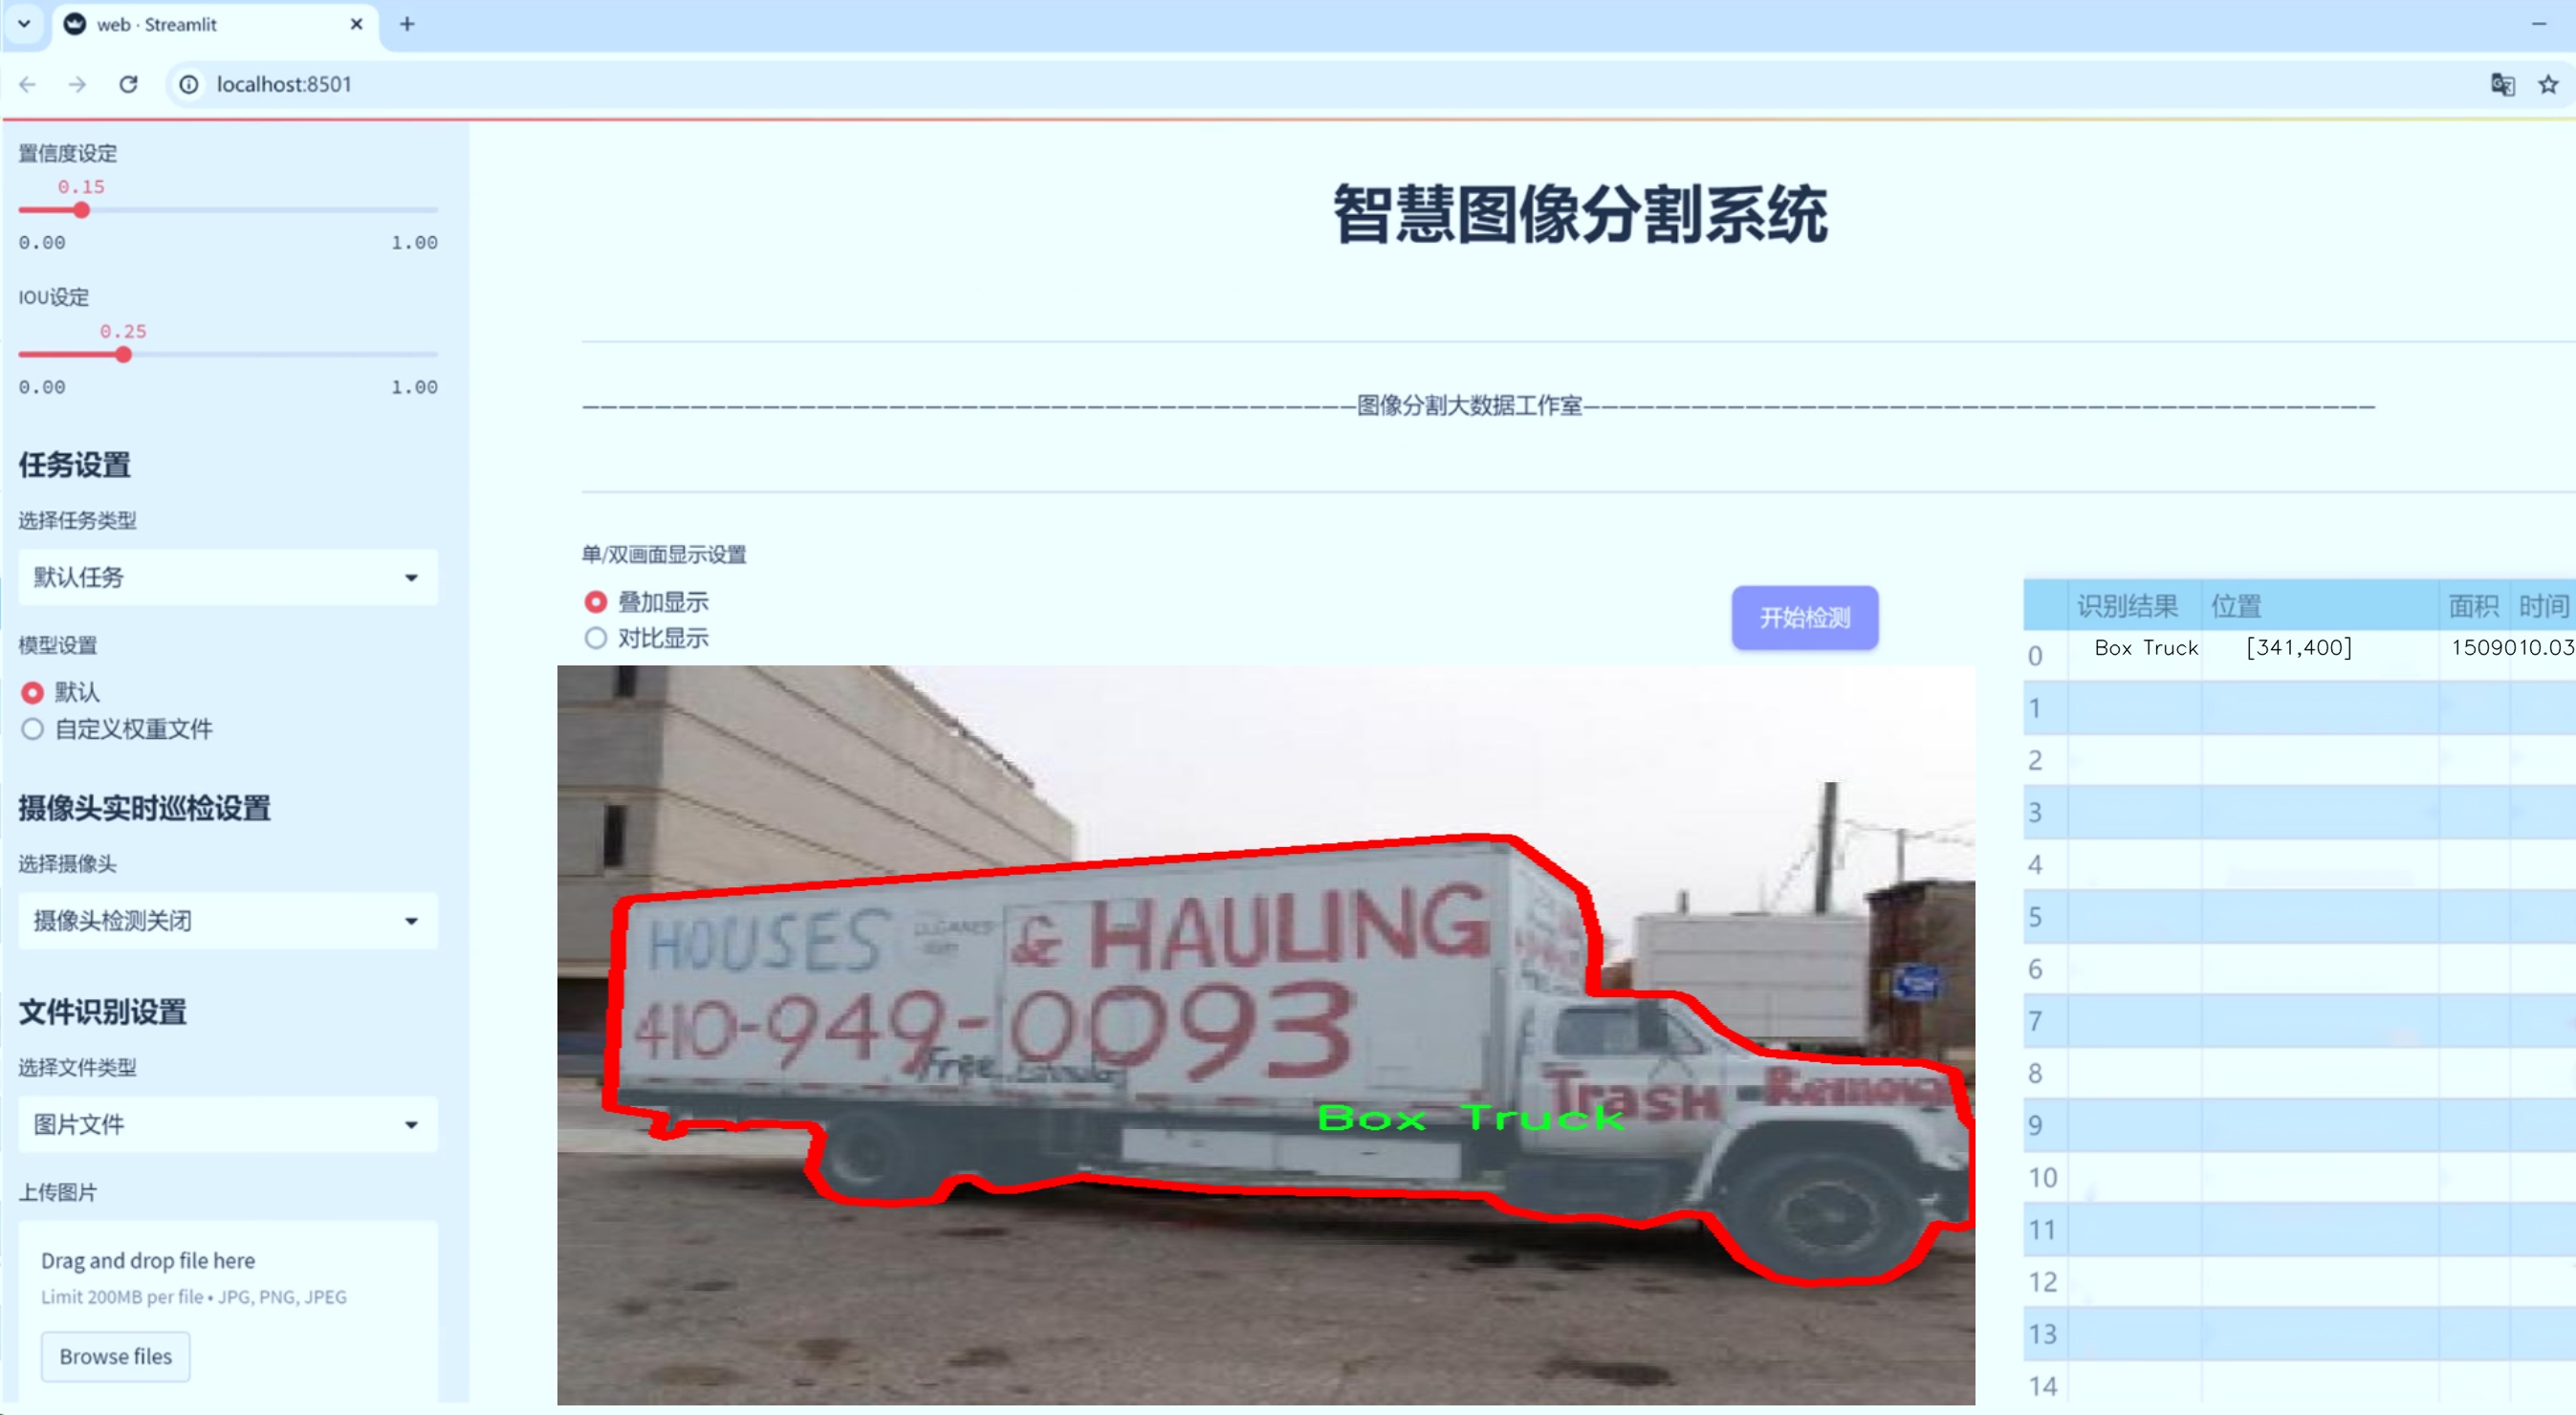 web · Streamlit
localhost:8501
置信度设定
0.15
0.00 1.00
IOU设定
0.25
0.00 1.00
任务设置
选择任务类型
默认任务
模型设置
默认
自定义权重文件
摄像头实时巡检设置
选择摄像头
摄像头检测关闭
文件识别设置
选择文件类型
图片文件
上传图片
Drag and drop file here
Limit 200MB per file • JPG, PNG, JPEG
Browse files
智慧图像分割系统
——————————————————————————————————————————图像分割大数据工作室———————————————————————————————————————————
单/双画面显示设置
叠加显示
对比显示
开始检测
HOUSES & HAULING
410-949-0093
Free
Trash Removal
Box Truck
识别结果 位置 面积 时间
0 Box Truck [341,400] 1509010.03
1
2
3
4
5
6
7
8
9
10
11
12
13
14